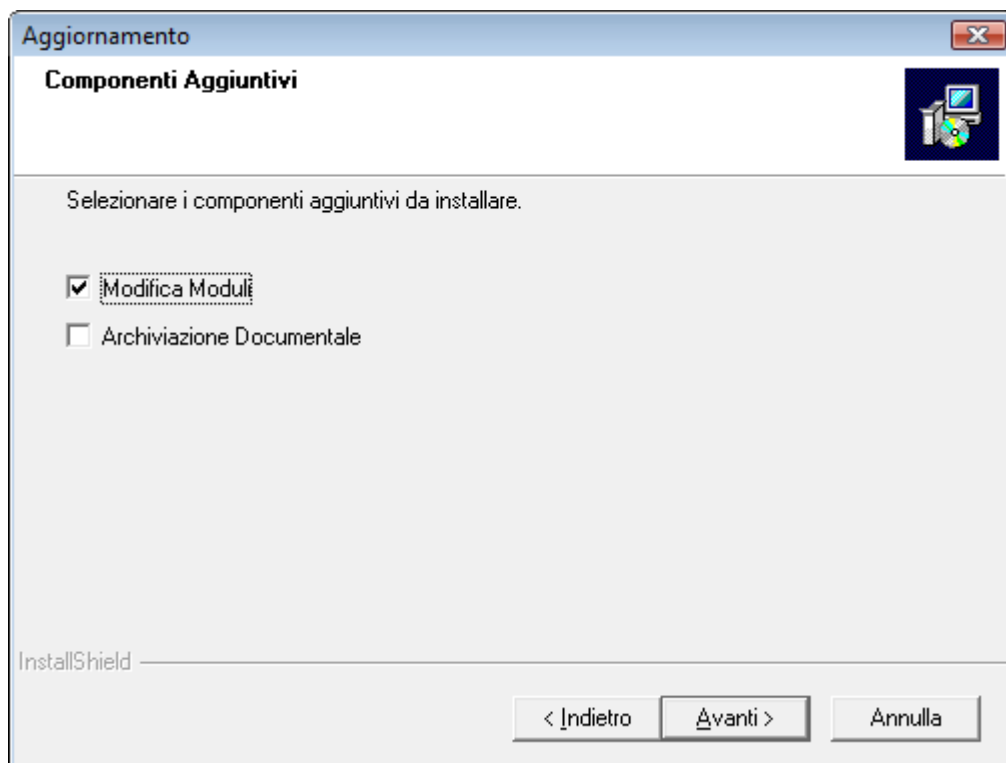 Aggiornamento
Componenti Aggiuntivi
Selezionare i componenti aggiuntivi da installare.
Modifica Moduli
Archiviazione Documentale
InstallShield
< Indietro
Avanti >
Annulla